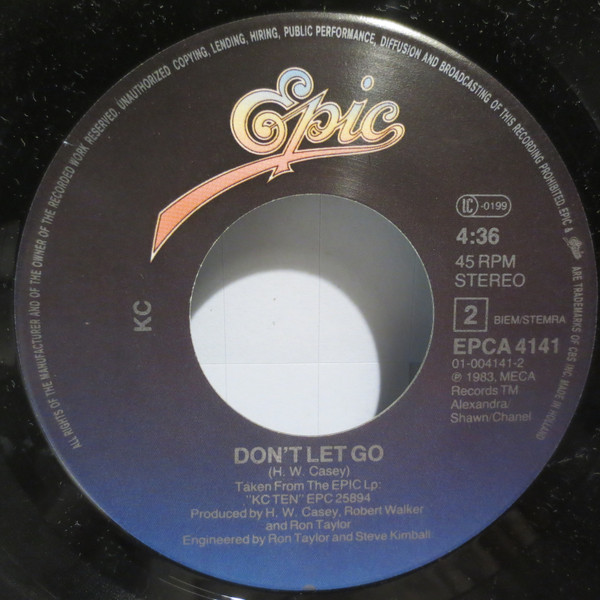 ALL RIGHTS OF THE MANUFACTURER AND OF THE OWNER OF THE RECORDED WORK RESERVED. UNAUTHORIZED COPYING, LENDING, HIRING, PUBLIC PERFORMANCE, DIFFUSION AND BROADCASTING OF THIS RECORDING PROHIBITED. EPIC & Epic ARE TRADEMARKS OF CBS INC. MADE IN HOLLAND
Epic
LC-0199
4:36
45 RPM
STEREO
2 BIEM/STEMRA
EPCA 4141
01-004141-2
℗ 1983, MECA
Records TM
Alexandra/
Shawn/Chanel
KC
DON'T LET GO
(H. W. Casey)
Taken From The EPIC Lp:
"KC TEN" EPC 25894
Produced by H. W. Casey, Robert Walker
and Ron Taylor
Engineered by Ron Taylor and Steve Kimball